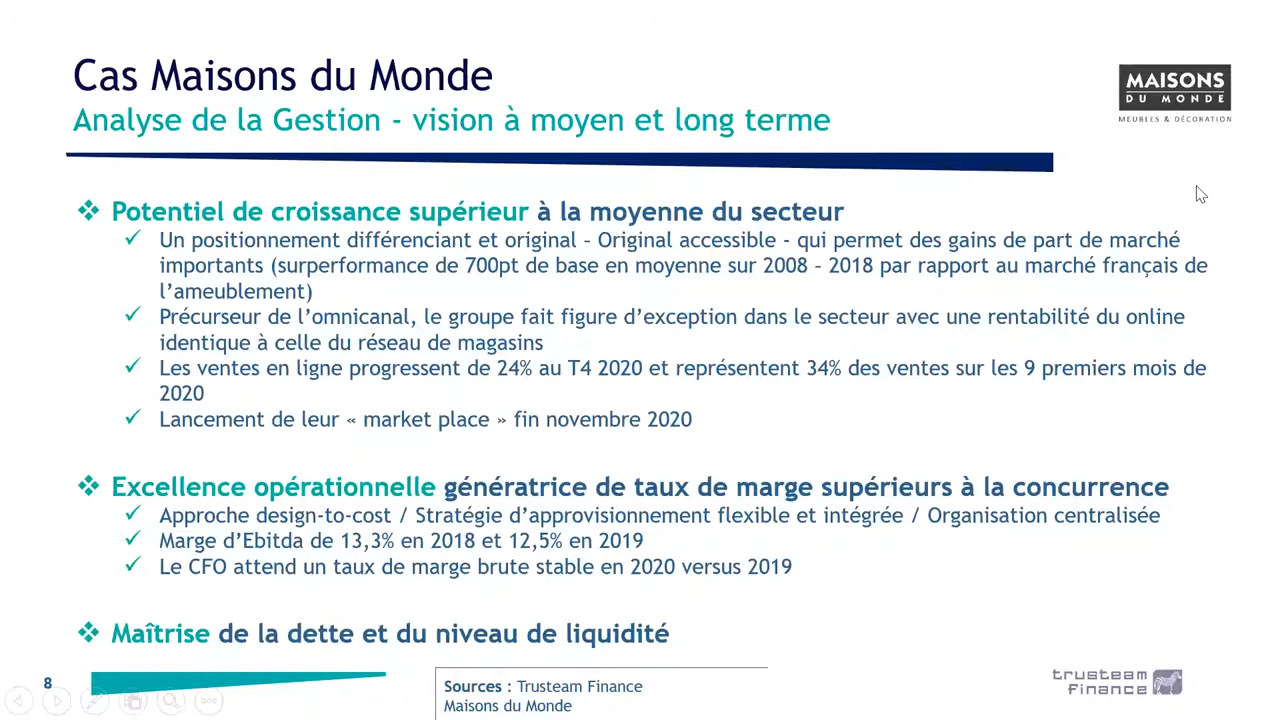 Cas Maisons du Monde
Analyse de la Gestion - vision à moyen et long terme
MAISONS
DU MONDE
MEUBLES & DÉCORATION
Potentiel de croissance supérieur à la moyenne du secteur
Un positionnement différenciant et original – Original accessible - qui permet des gains de part de marché
importants (surperformance de 700pt de base en moyenne sur 2008 – 2018 par rapport au marché français de
l’ameublement)
Précurseur de l’omnicanal, le groupe fait figure d’exception dans le secteur avec une rentabilité du online
identique à celle du réseau de magasins
Les ventes en ligne progressent de 24% au T4 2020 et représentent 34% des ventes sur les 9 premiers mois de
2020
Lancement de leur « market place » fin novembre 2020
Excellence opérationnelle génératrice de taux de marge supérieurs à la concurrence
Approche design-to-cost / Stratégie d’approvisionnement flexible et intégrée / Organisation centralisée
Marge d’Ebitda de 13,3% en 2018 et 12,5% en 2019
Le CFO attend un taux de marge brute stable en 2020 versus 2019
Maîtrise de la dette et du niveau de liquidité
8
Sources : Trusteam Finance
Maisons du Monde
trusteam
finance